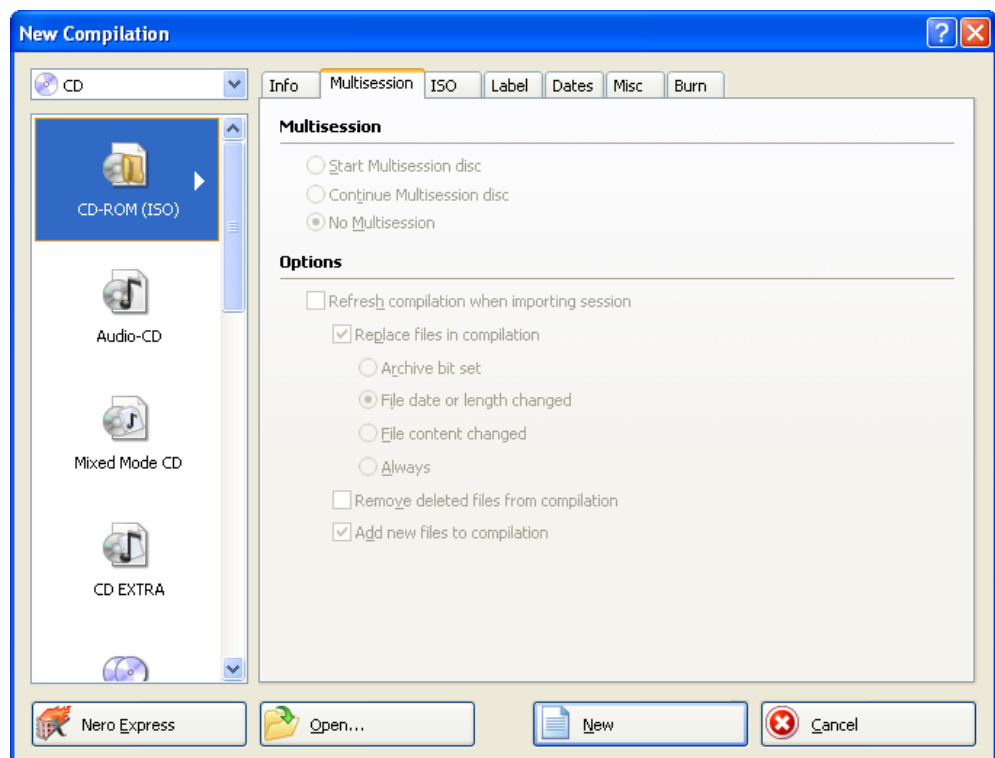 New Compilation
CD
Info Multisession ISO Label Dates Misc Burn
CD-ROM (ISO)
Audio-CD
Mixed Mode CD
CD EXTRA
Multisession
Start Multisession disc
Continue Multisession disc
No Multisession
Options
Refresh compilation when importing session
Replace files in compilation
Archive bit set
File date or length changed
File content changed
Always
Remove deleted files from compilation
Add new files to compilation
Nero Express Open... New Cancel